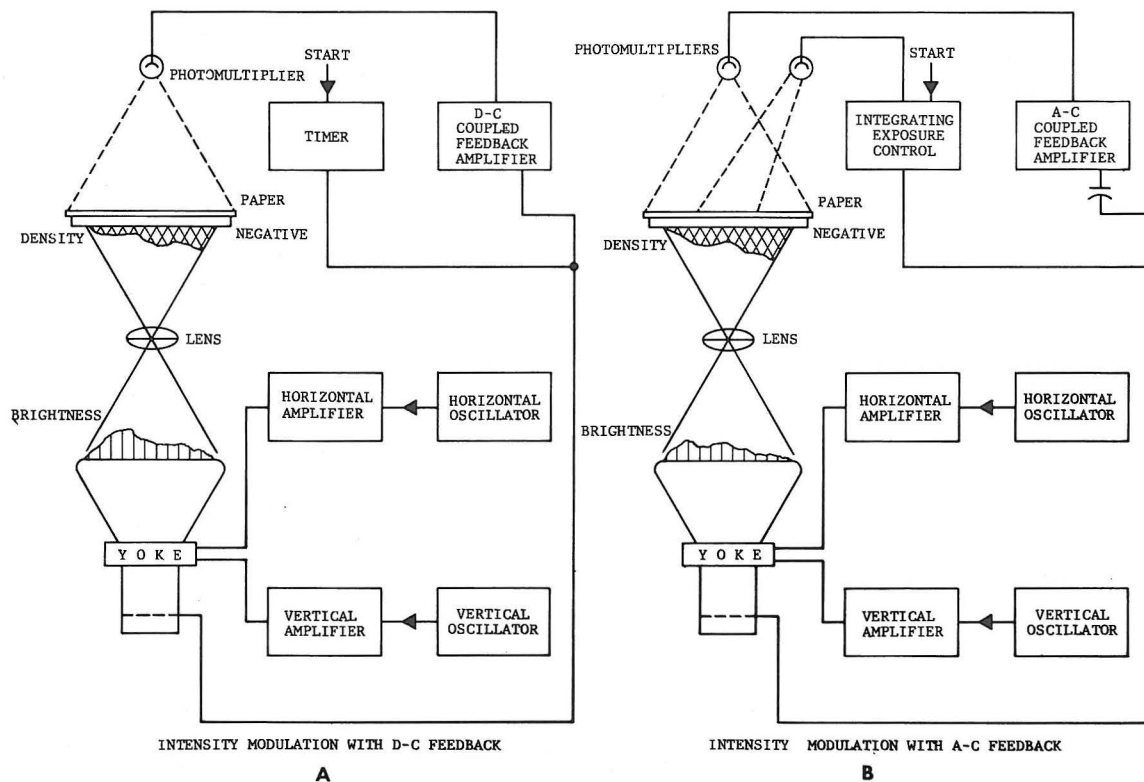 START
PHOTOMULTIPLIER
TIMER
D-C
COUPLED
FEEDBACK
AMPLIFIER
PAPER
DENSITY
NEGATIVE
LENS
BRIGHTNESS
HORIZONTAL
AMPLIFIER
HORIZONTAL
OSCILLATOR
YOKE
VERTICAL
AMPLIFIER
VERTICAL
OSCILLATOR
INTENSITY MODULATION WITH D-C FEEDBACK
A
PHOTOMULTIPLIERS
START
INTEGRATING
EXPOSURE
CONTROL
A-C
COUPLED
FEEDBACK
AMPLIFIER
PAPER
DENSITY
NEGATIVE
LENS
BRIGHTNESS
HORIZONTAL
AMPLIFIER
HORIZONTAL
OSCILLATOR
YOKE
VERTICAL
AMPLIFIER
VERTICAL
OSCILLATOR
INTENSITY MODULATION WITH A-C FEEDBACK
B